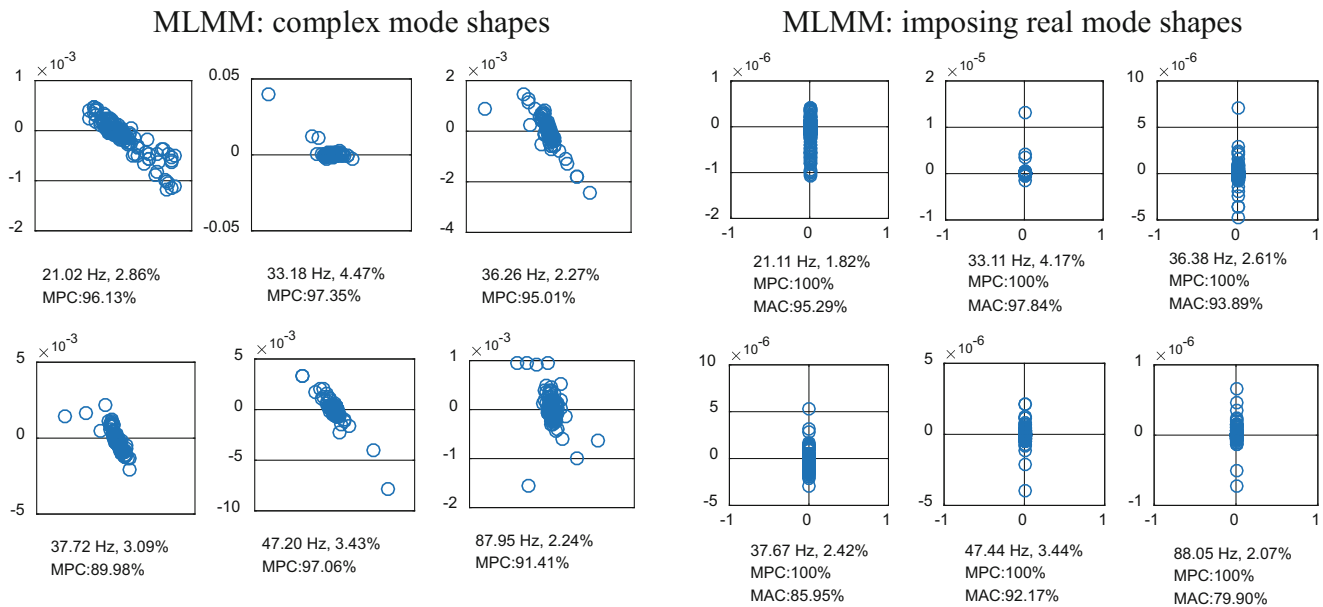 MLMM: complex mode shapes
× 10-3
1
0
-1
-2
21.02 Hz, 2.86%
MPC:96.13%
0.05
0
-0.05
33.18 Hz, 4.47%
MPC:97.35%
× 10-3
2
0
-2
-4
36.26 Hz, 2.27%
MPC:95.01%
× 10-3
5
0
-5
37.72 Hz, 3.09%
MPC:89.98%
× 10-3
5
0
-5
-10
47.20 Hz, 3.43%
MPC:97.06%
× 10-3
1
0
-1
-2
87.95 Hz, 2.24%
MPC:91.41%
MLMM: imposing real mode shapes
× 10-6
1
0
-1
-2
-1 0 1
21.11 Hz, 1.82%
MPC:100%
MAC:95.29%
× 10-5
2
1
0
-1
-1 0 1
33.11 Hz, 4.17%
MPC:100%
MAC:97.84%
× 10-6
10
5
0
-5
-1 0 1
36.38 Hz, 2.61%
MPC:100%
MAC:93.89%
× 10-6
10
5
0
-5
-1 0 1
37.67 Hz, 2.42%
MPC:100%
MAC:85.95%
× 10-6
5
0
-5
-1 0 1
47.44 Hz, 3.44%
MPC:100%
MAC:92.17%
× 10-6
1
0
-1
-1 0 1
88.05 Hz, 2.07%
MPC:100%
MAC:79.90%